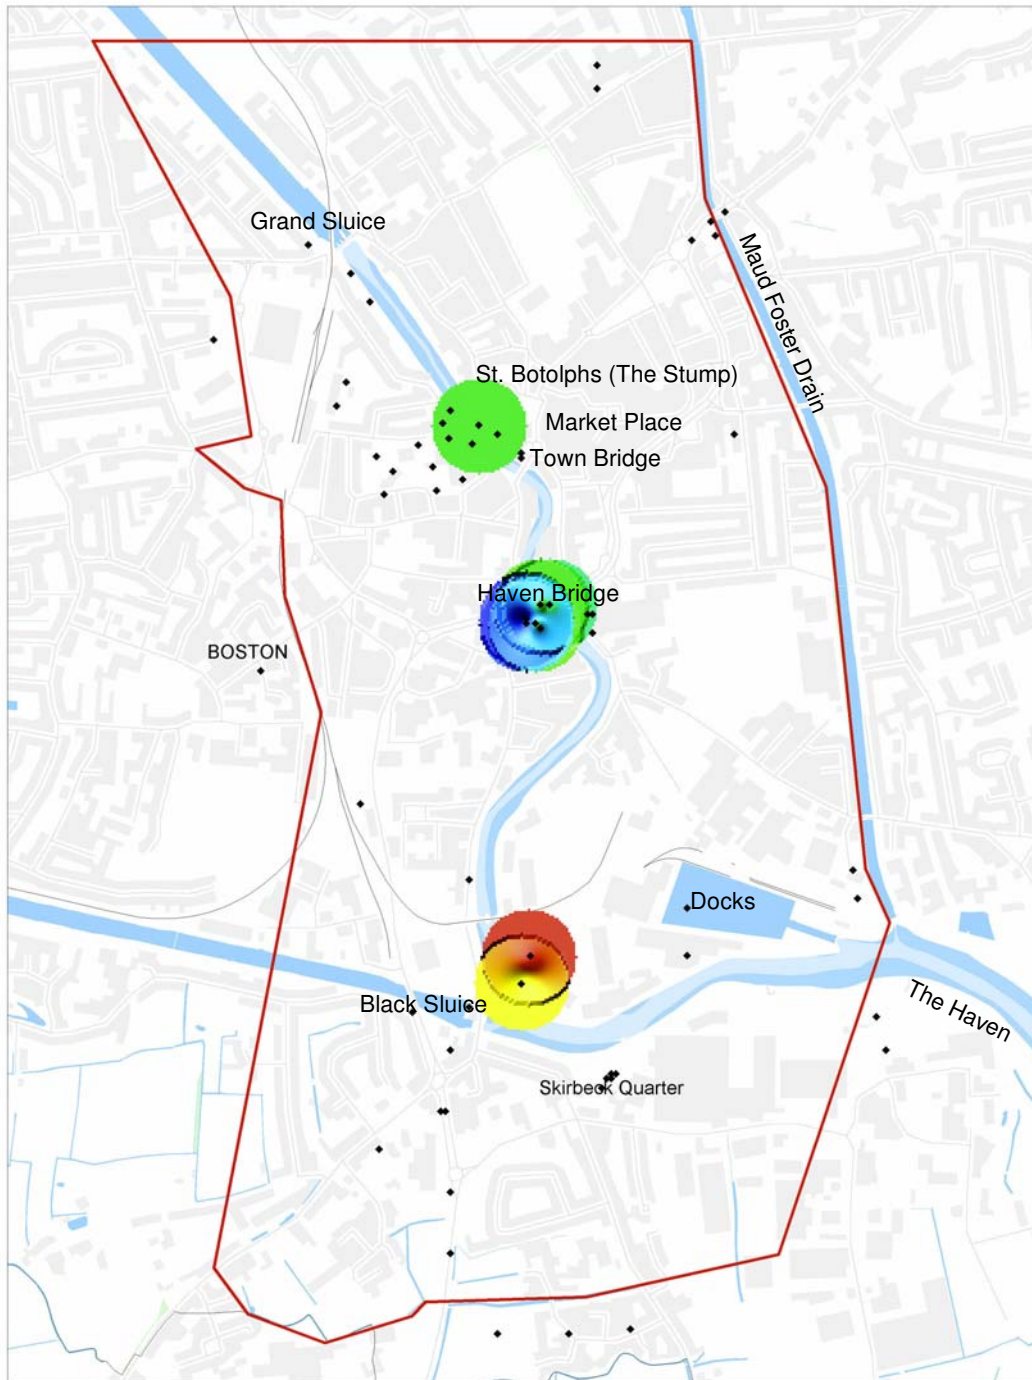 Grand Sluice
Maud Foster Drain
St. Botolphs (The Stump)
Market Place
Town Bridge
Haven Bridge
BOSTON
Docks
Black Sluice
The Haven
Skirbeck Quarter